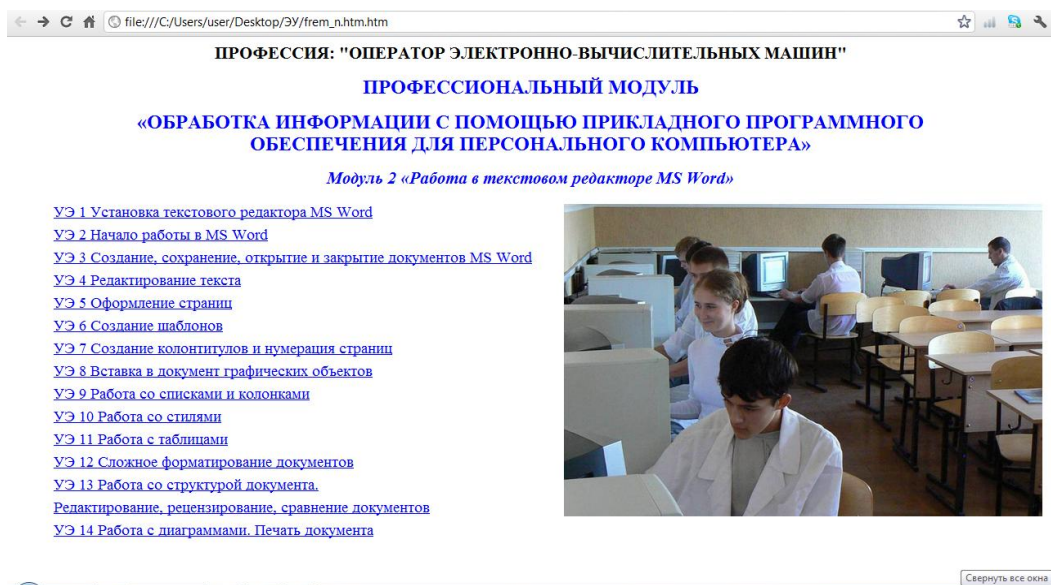 file:///C:/Users/user/Desktop/ЭУ/frem_n.htm.htm
ПРОФЕССИЯ: "ОПЕРАТОР ЭЛЕКТРОННО-ВЫЧИСЛИТЕЛЬНЫХ МАШИН"
ПРОФЕССИОНАЛЬНЫЙ МОДУЛЬ
«ОБРАБОТКА ИНФОРМАЦИИ С ПОМОЩЬЮ ПРИКЛАДНОГО ПРОГРАММНОГО
ОБЕСПЕЧЕНИЯ ДЛЯ ПЕРСОНАЛЬНОГО КОМПЬЮТЕРА»
Модуль 2 «Работа в текстовом редакторе MS Word»
УЭ 1 Установка текстового редактора MS Word
УЭ 2 Начало работы в MS Word
УЭ 3 Создание, сохранение, открытие и закрытие документов MS Word
УЭ 4 Редактирование текста
УЭ 5 Оформление страниц
УЭ 6 Создание шаблонов
УЭ 7 Создание колонтитулов и нумерация страниц
УЭ 8 Вставка в документ графических объектов
УЭ 9 Работа со списками и колонками
УЭ 10 Работа со стилями
УЭ 11 Работа с таблицами
УЭ 12 Сложное форматирование документов
УЭ 13 Работа со структурой документа.
Редактирование, рецензирование, сравнение документов
УЭ 14 Работа с диаграммами. Печать документа
Свернуть все окна